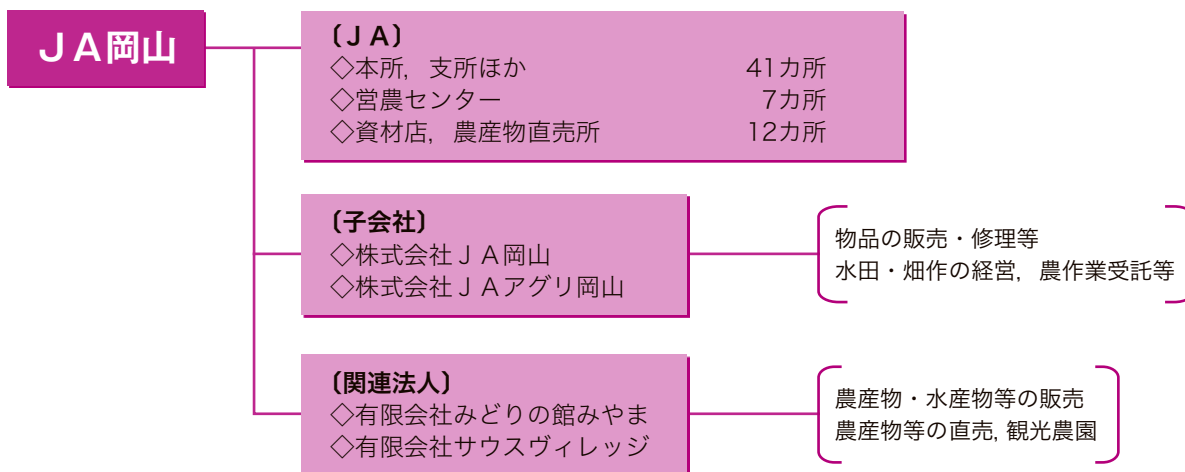 ＪＡ岡山
〔ＪＡ〕
◇本所，支所ほか 41カ所
◇営農センター 7カ所
◇資材店，農産物直売所 12カ所
〔子会社〕
◇株式会社ＪＡ岡山
◇株式会社ＪＡアグリ岡山
物品の販売・修理等
水田・畑作の経営，農作業受託等
〔関連法人〕
◇有限会社みどりの館みやま
◇有限会社サウスヴィレッジ
農産物・水産物等の販売
農産物等の直売,観光農園